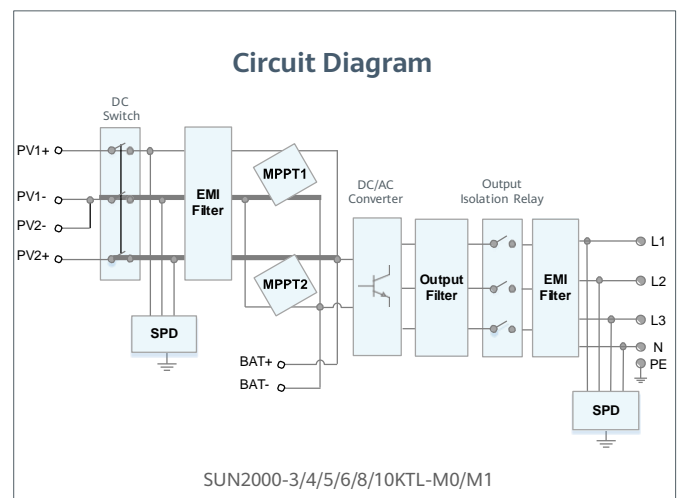 Circuit Diagram
DC
Switch
PV1+
PV1-
PV2-
PV2+
EMI
Filter
SPD
MPPT1
MPPT2
BAT+
BAT-
DC/AC
Converter
Output
Filter
Output
Isolation Relay
EMI
Filter
L1
L2
L3
N
PE
SPD
SUN2000-3/4/5/6/8/10KTL-M0/M1